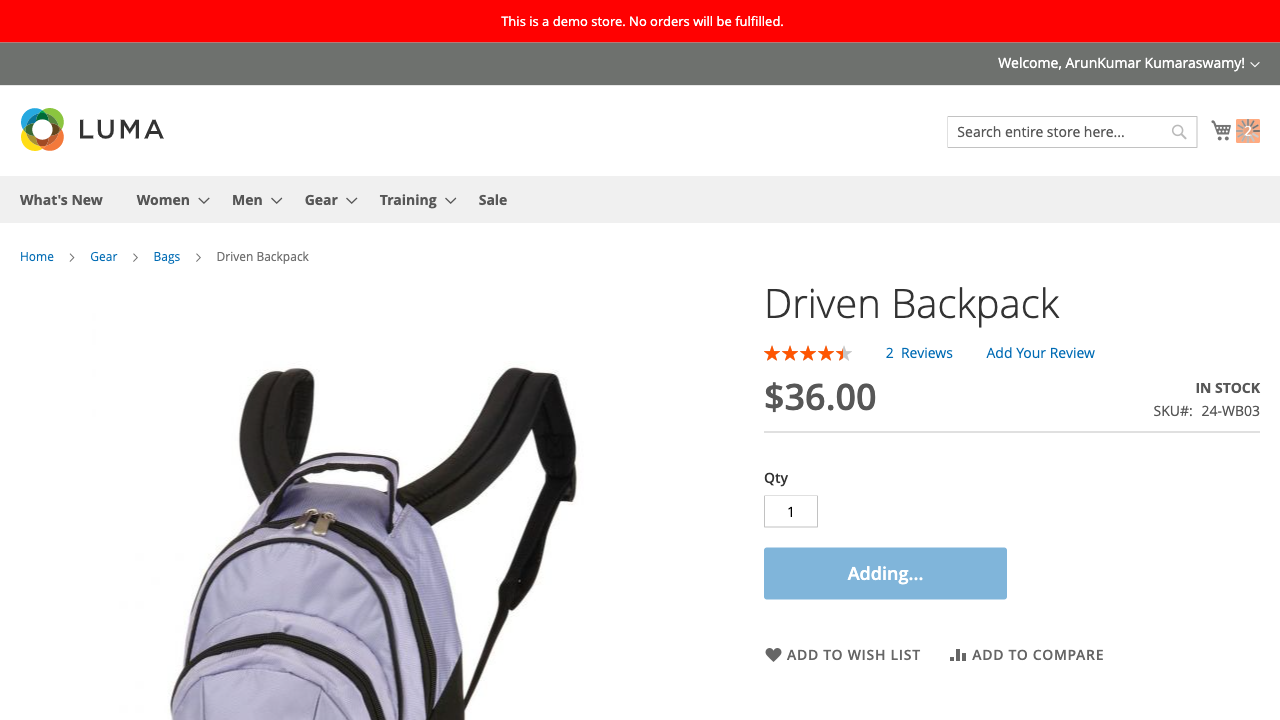 This is a demo store. No orders will be fulfilled.
Welcome, ArunKumar Kumaraswamy!
LUMA
Search entire store here...
2
What's New Women Men Gear Training Sale
Home Gear Bags Driven Backpack
Driven Backpack
2 Reviews Add Your Review
$36.00
IN STOCK
SKU#: 24-WB03
Qty
1
Adding...
ADD TO WISH LIST ADD TO COMPARE